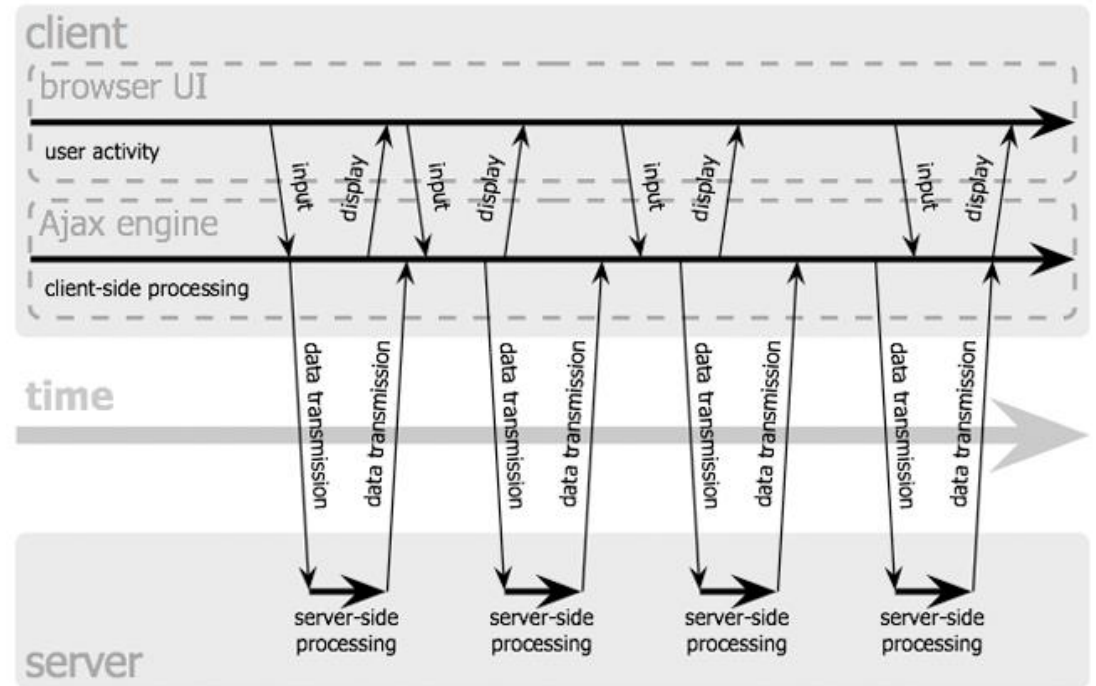 client
browser UI
user activity
input
display
input
display
input
display
input
display
Ajax engine
client-side processing
data transmission
data transmission
data transmission
data transmission
data transmission
data transmission
data transmission
data transmission
time
server-side
processing
server-side
processing
server-side
processing
server-side
processing
server